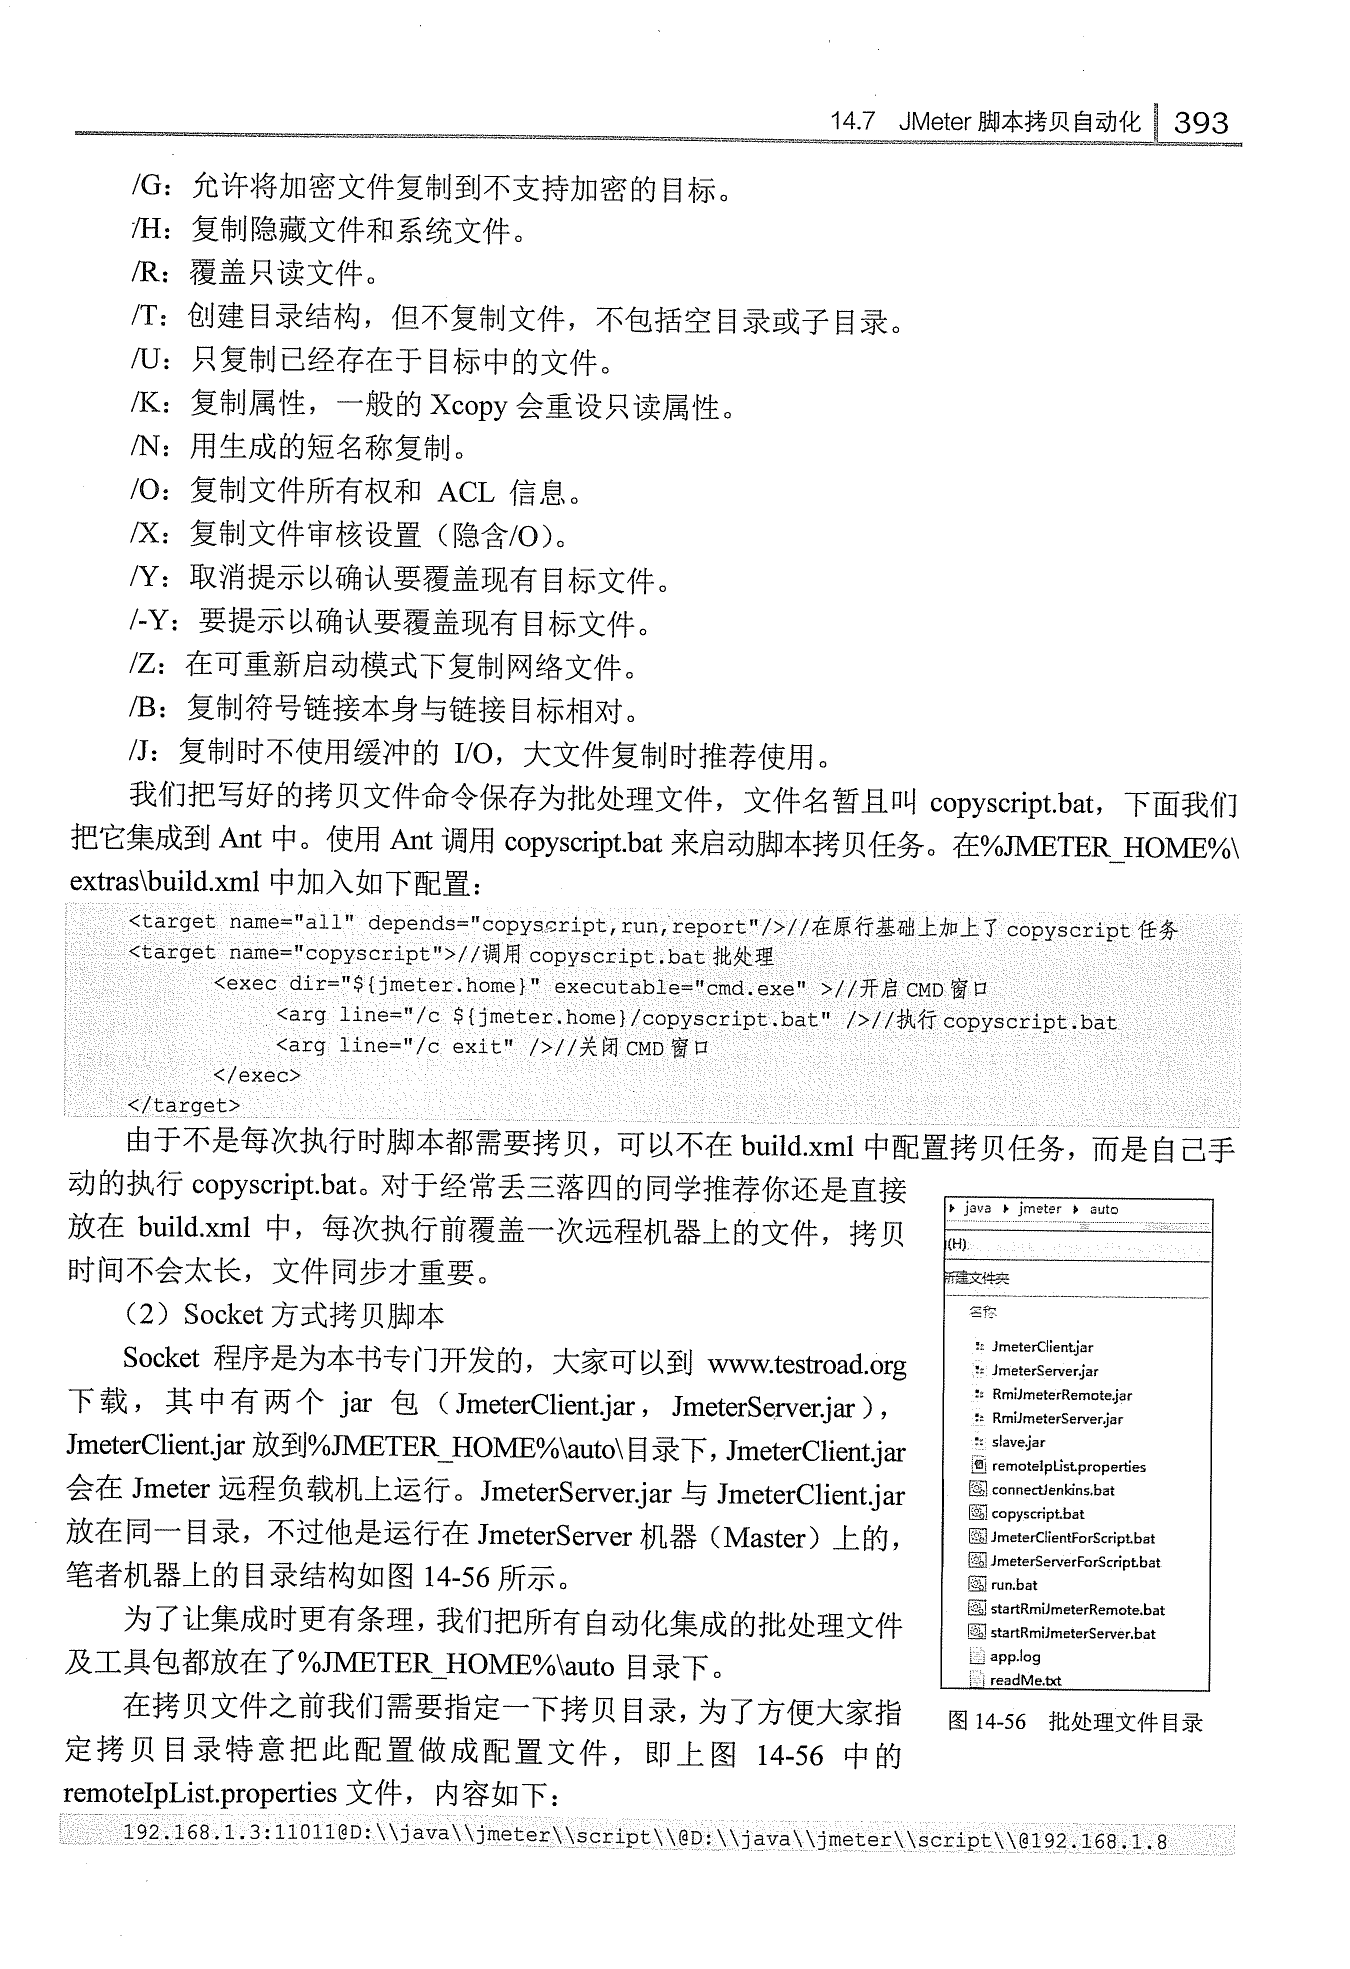 14.7 JMeter 脚本拷贝自动化 393
/G：允许将加密文件复制到不支持加密的目标。
/H：复制隐藏文件和系统文件。
/R：覆盖只读文件。
/T：创建目录结构，但不复制文件，不包括空目录或子目录。
/U：只复制已经存在于目标中的文件。
/K：复制属性，一般的 Xcopy 会重设只读属性。
/N：用生成的短名称复制。
/O：复制文件所有权和 ACL 信息。
/X：复制文件审核设置（隐含/O）。
/Y：取消提示以确认要覆盖现有目标文件。
/-Y：要提示以确认要覆盖现有目标文件。
/Z：在可重新启动模式下复制网络文件。
/B：复制符号链接本身与链接目标相对。
/J：复制时不使用缓冲的 I/O，大文件复制时推荐使用。
我们把写好的拷贝文件命令保存为批处理文件，文件名暂且叫 copyscript.bat，下面我们
把它集成到 Ant 中。使用 Ant 调用 copyscript.bat 来启动脚本拷贝任务。在%JMETER_HOME%\
extras\build.xml 中加入如下配置：
<target name="all" depends="copyscript,run,report"/>//在原行基础上加上了 copyscript 任务
<target name="copyscript">//调用 copyscript.bat 批处理
<exec dir="${jmeter.home}" executable="cmd.exe" >//开启 CMD 窗口
<arg line="/c ${jmeter.home}/copyscript.bat" />//执行 copyscript.bat
<arg line="/c exit" />//关闭 CMD 窗口
</exec>
</target>
由于不是每次执行时脚本都需要拷贝，可以不在 build.xml 中配置拷贝任务，而是自己手
动的执行 copyscript.bat。对于经常丢三落四的同学推荐你还是直接
放在 build.xml 中，每次执行前覆盖一次远程机器上的文件，拷贝
时间不会太长，文件同步才重要。
（2）Socket 方式拷贝脚本
Socket 程序是为本书专门开发的，大家可以到 www.testroad.org
下载，其中有两个 jar 包（JmeterClient.jar，JmeterServer.jar），
JmeterClient.jar 放到%JMETER_HOME%\auto\目录下，JmeterClient.jar
会在 Jmeter 远程负载机上运行。JmeterServer.jar 与 JmeterClient.jar
放在同一目录，不过他是运行在 JmeterServer 机器（Master）上的，
笔者机器上的目录结构如图 14-56 所示。
为了让集成时更有条理，我们把所有自动化集成的批处理文件
及工具包都放在了%JMETER_HOME%\auto 目录下。
在拷贝文件之前我们需要指定一下拷贝目录，为了方便大家指
定拷贝目录特意把此配置做成配置文件，即上图 14-56 中的
remoteIpList.properties 文件，内容如下：
java jmeter auto
(H)
新建文件夹
名称
JmeterClient.jar
JmeterServer.jar
RmiJmeterRemote.jar
RmiJmeterServer.jar
slave.jar
remoteIpList.properties
connectJenkins.bat
copyscript.bat
JmeterClientForScript.bat
JmeterServerForScript.bat
run.bat
startRmiJmeterRemote.bat
startRmiJmeterServer.bat
app.log
readMe.txt
图 14-56 批处理文件目录
192.168.1.3:11011@D:\\java\\jmeter\\script\\@D:\\java\\jmeter\\script\\@192.168.1.8